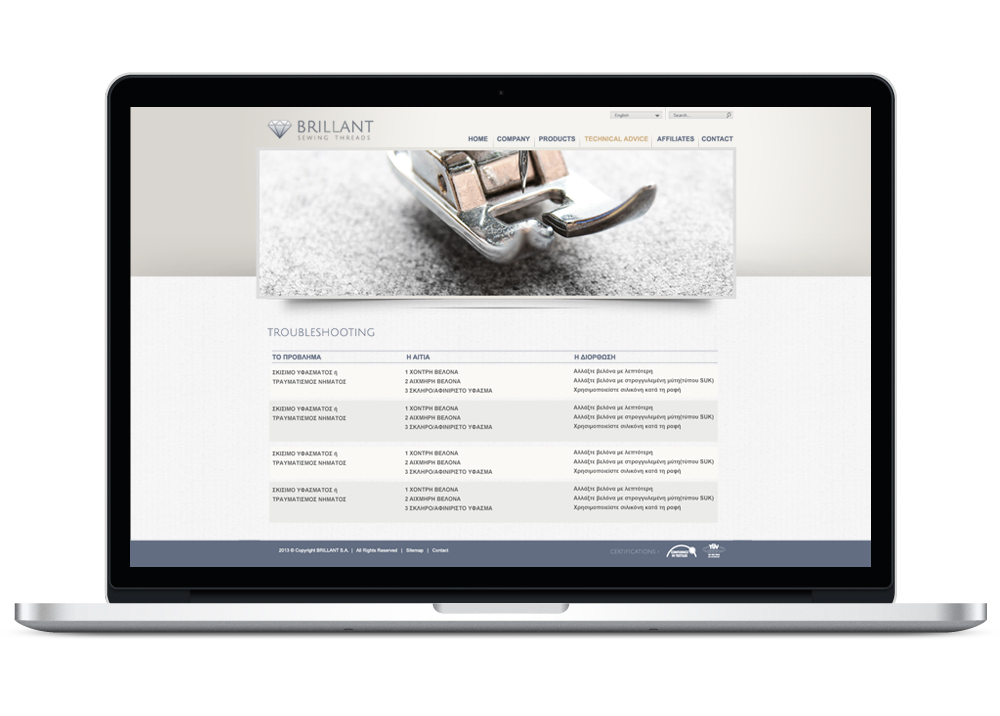 English
Search...
BRILLANT
SEWING THREADS
HOME COMPANY PRODUCTS TECHNICAL ADVICE AFFILIATES CONTACT
TROUBLESHOOTING
ΤΟ ΠΡΟΒΛΗΜΑ Η ΑΙΤΙΑ Η ΔΙΟΡΘΩΣΗ
ΣΚΙΣΙΜΟ ΥΦΑΣΜΑΤΟΣ ή 1 ΧΟΝΤΡΗ ΒΕΛΟΝΑ Αλλάξτε βελόνα με λεπτότερη
ΤΡΑΥΜΑΤΙΣΜΟΣ ΝΗΜΑΤΟΣ 2 ΑΙΧΜΗΡΗ ΒΕΛΟΝΑ Αλλάξτε βελόνα με στρογγυλεμένη μύτη(τύπου SUK)
3 ΣΚΛΗΡΟ/ΑΦΙΝΙΡΙΣΤΟ ΥΦΑΣΜΑ Χρησιμοποιείστε σιλικόνη κατά τη ραφή
ΣΚΙΣΙΜΟ ΥΦΑΣΜΑΤΟΣ ή 1 ΧΟΝΤΡΗ ΒΕΛΟΝΑ Αλλάξτε βελόνα με λεπτότερη
ΤΡΑΥΜΑΤΙΣΜΟΣ ΝΗΜΑΤΟΣ 2 ΑΙΧΜΗΡΗ ΒΕΛΟΝΑ Αλλάξτε βελόνα με στρογγυλεμένη μύτη(τύπου SUK)
3 ΣΚΛΗΡΟ/ΑΦΙΝΙΡΙΣΤΟ ΥΦΑΣΜΑ Χρησιμοποιείστε σιλικόνη κατά τη ραφή
ΣΚΙΣΙΜΟ ΥΦΑΣΜΑΤΟΣ ή 1 ΧΟΝΤΡΗ ΒΕΛΟΝΑ Αλλάξτε βελόνα με λεπτότερη
ΤΡΑΥΜΑΤΙΣΜΟΣ ΝΗΜΑΤΟΣ 2 ΑΙΧΜΗΡΗ ΒΕΛΟΝΑ Αλλάξτε βελόνα με στρογγυλεμένη μύτη(τύπου SUK)
3 ΣΚΛΗΡΟ/ΑΦΙΝΙΡΙΣΤΟ ΥΦΑΣΜΑ Χρησιμοποιείστε σιλικόνη κατά τη ραφή
ΣΚΙΣΙΜΟ ΥΦΑΣΜΑΤΟΣ ή 1 ΧΟΝΤΡΗ ΒΕΛΟΝΑ Αλλάξτε βελόνα με λεπτότερη
ΤΡΑΥΜΑΤΙΣΜΟΣ ΝΗΜΑΤΟΣ 2 ΑΙΧΜΗΡΗ ΒΕΛΟΝΑ Αλλάξτε βελόνα με στρογγυλεμένη μύτη(τύπου SUK)
3 ΣΚΛΗΡΟ/ΑΦΙΝΙΡΙΣΤΟ ΥΦΑΣΜΑ Χρησιμοποιείστε σιλικόνη κατά τη ραφή
2013 © Copyright BRILLANT S.A. | All Rights Reserved | Sitemap | Contact
CERTIFICATIONS
CONFIDENCE
IN TEXTILES
TÜV